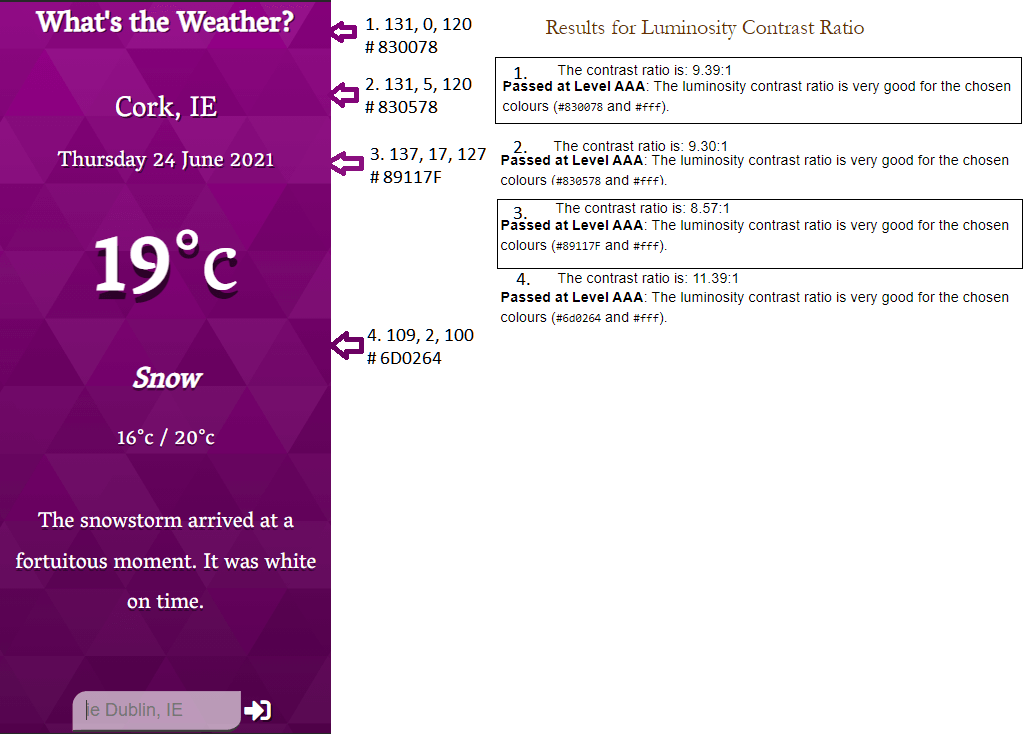 What's the Weather?
Cork, IE
Thursday 24 June 2021
19°c
Snow
16°c / 20°c
The snowstorm arrived at a
fortuitous moment. It was white
on time.
ie Dublin, IE
1. 131, 0, 120
# 830078
2. 131, 5, 120
# 830578
3. 137, 17, 127
# 89117F
4. 109, 2, 100
# 6D0264
Results for Luminosity Contrast Ratio
1. The contrast ratio is: 9.39:1
Passed at Level AAA: The luminosity contrast ratio is very good for the chosen
colours (#830078 and #fff).
2. The contrast ratio is: 9.30:1
Passed at Level AAA: The luminosity contrast ratio is very good for the chosen
colours (#830578 and #fff).
3. The contrast ratio is: 8.57:1
Passed at Level AAA: The luminosity contrast ratio is very good for the chosen
colours (#89117F and #fff).
4. The contrast ratio is: 11.39:1
Passed at Level AAA: The luminosity contrast ratio is very good for the chosen
colours (#6d0264 and #fff).